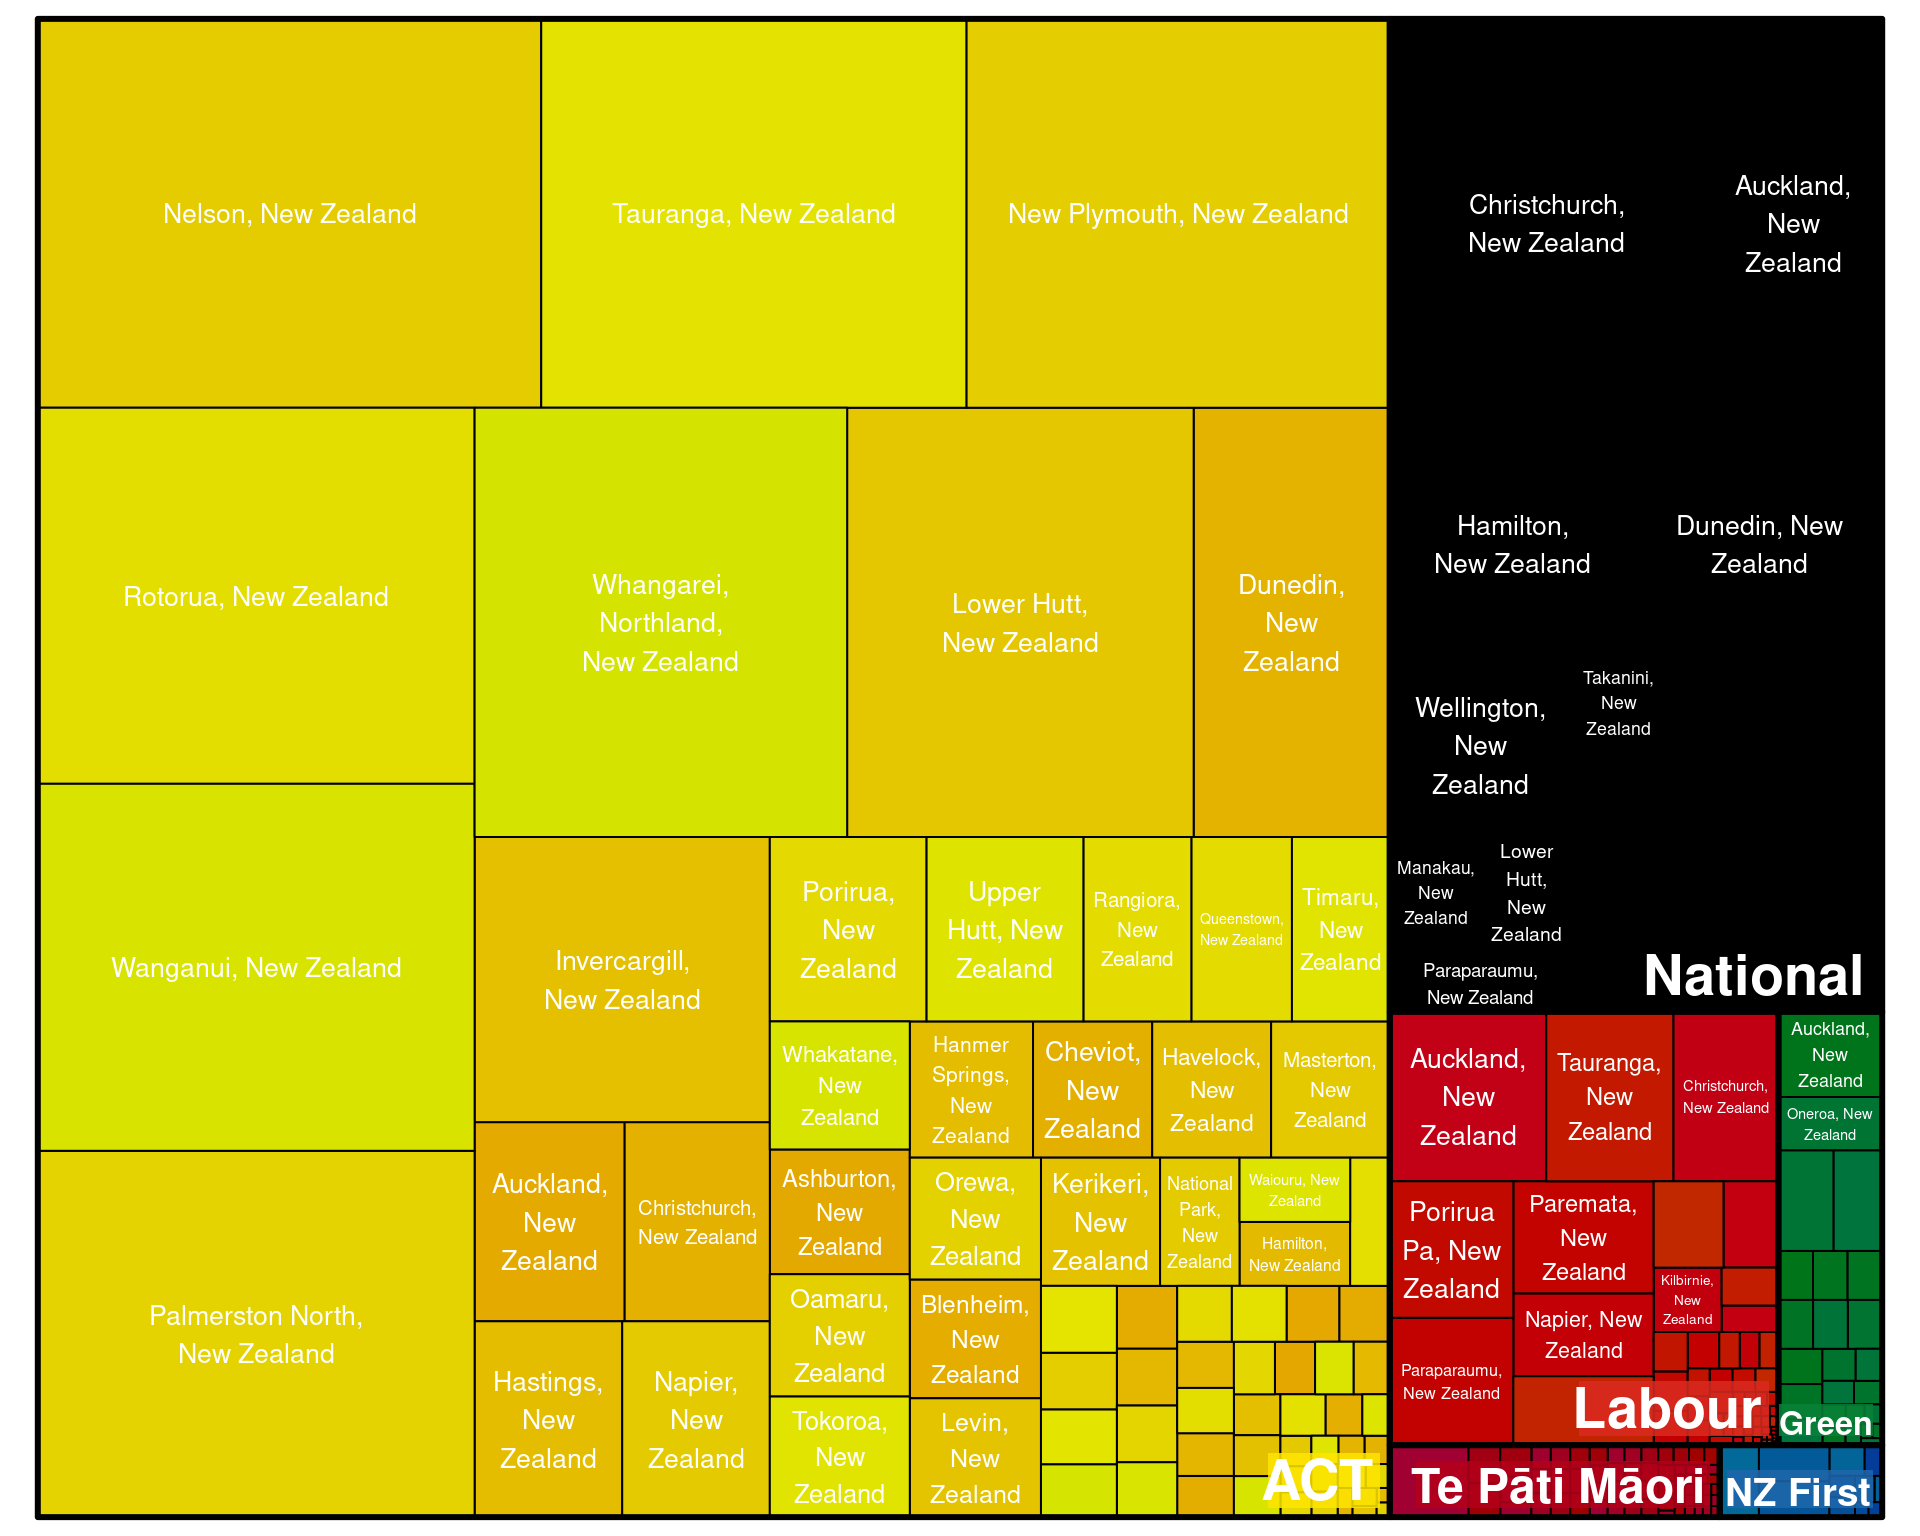 Nelson, New Zealand
Tauranga, New Zealand
New Plymouth, New Zealand
Rotorua, New Zealand
Whangarei,
Northland,
New Zealand
Lower Hutt,
New Zealand
Dunedin,
New
Zealand
Wanganui, New Zealand
Palmerston North,
New Zealand
Invercargill,
New Zealand
Porirua,
New
Zealand
Upper
Hutt, New
Zealand
Rangiora,
New
Zealand
Queenstown,
New Zealand
Timaru,
New
Zealand
Auckland,
New
Zealand
Christchurch,
New Zealand
Hastings,
New
Zealand
Napier,
New
Zealand
Whakatane,
New
Zealand
Ashburton,
New
Zealand
Oamaru,
New
Zealand
Tokoroa,
New
Zealand
Hanmer
Springs,
New
Zealand
Cheviot,
New
Zealand
Havelock,
New
Zealand
Masterton,
New
Zealand
Orewa,
New
Zealand
Blenheim,
New
Zealand
Levin,
New
Zealand
Kerikeri,
New
Zealand
National
Park,
New
Zealand
Waiouru, New
Zealand
Hamilton,
New Zealand
ACT
Christchurch,
New Zealand
Auckland,
New
Zealand
Hamilton,
New Zealand
Dunedin, New
Zealand
Wellington,
New
Zealand
Takanini,
New
Zealand
Manakau,
New
Zealand
Lower
Hutt,
New
Zealand
Paraparaumu,
New Zealand
National
Auckland,
New
Zealand
Tauranga,
New
Zealand
Christchurch,
New Zealand
Porirua
Pa, New
Zealand
Paremata,
New
Zealand
Kilbirnie,
New
Zealand
Napier, New
Zealand
Paraparaumu,
New Zealand
Labour
Auckland,
New
Zealand
Oneroa, New
Zealand
Green
Te Pāti Māori
NZ First